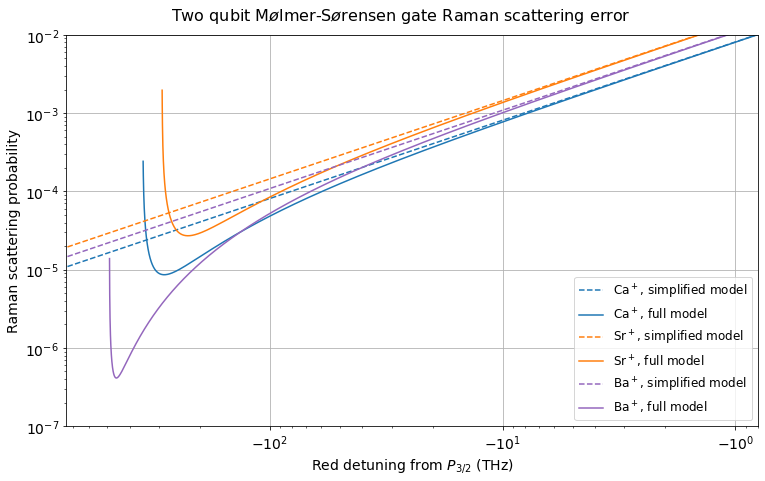 Two qubit Mølmer-Sørensen gate Raman scattering error
Raman scattering probability
10⁻²
10⁻³
10⁻⁴
10⁻⁵
10⁻⁶
10⁻⁷
−10² −10¹ −10⁰
Red detuning from P₃/₂ (THz)
Ca⁺, simplified model
Ca⁺, full model
Sr⁺, simplified model
Sr⁺, full model
Ba⁺, simplified model
Ba⁺, full model